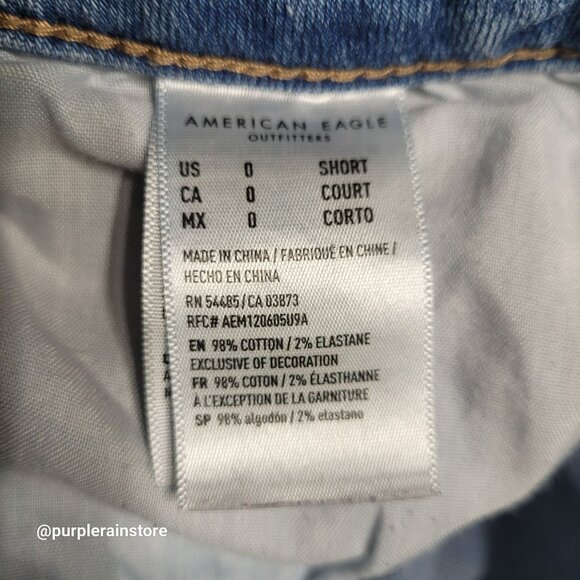 AMERICAN EAGLE
OUTFITTERS
US 0 SHORT
CA 0 COURT
MX 0 CORTO
MADE IN CHINA / FABRIQUÉ EN CHINE /
HECHO EN CHINA
RN 54485/CA 03873
RFC# AEM120605U9A
EN 98% COTTON / 2% ELASTANE
EXCLUSIVE OF DECORATION
FR 98% COTON / 2% ÉLASTHANNE
À L'EXCEPTION DE LA GARNITURE
SP 98% algodón / 2% elastano
@purplerainstore